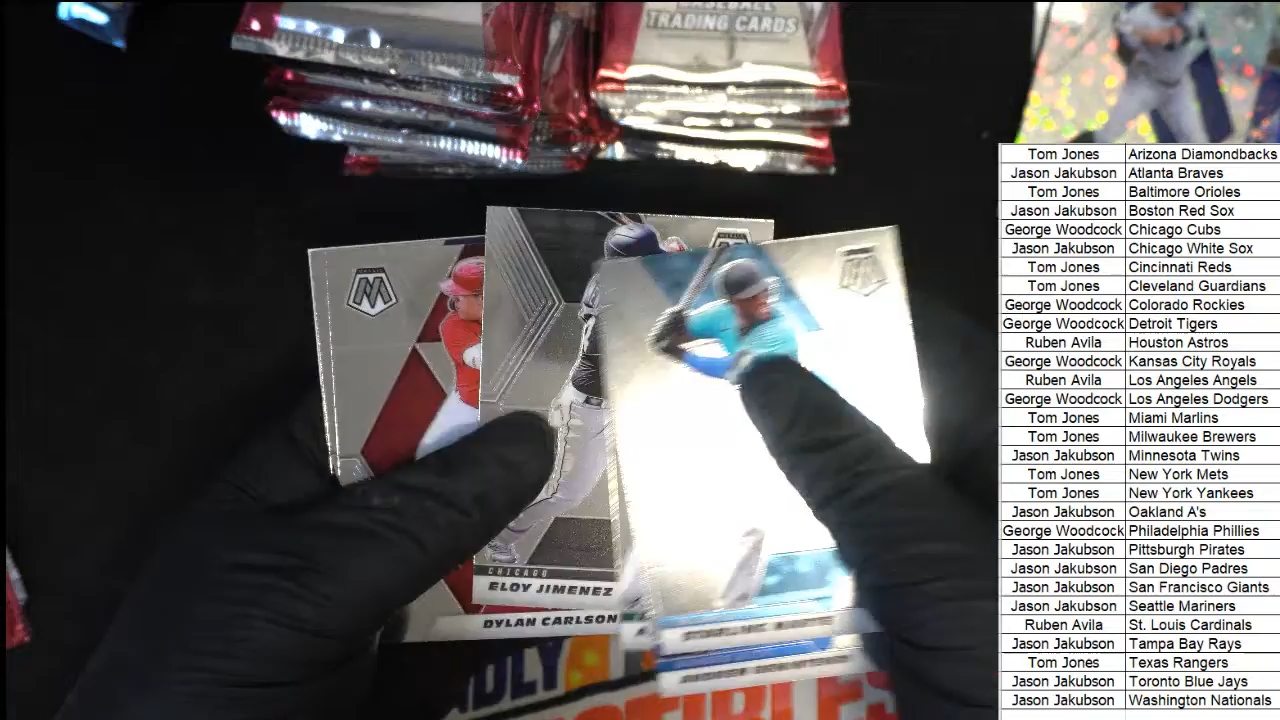 BASEBALL
TRADING CARDS
CHICAGO
ELOY JIMENEZ
DYLAN CARLSON
Tom Jones Arizona Diamondbacks
Jason Jakubson Atlanta Braves
Tom Jones Baltimore Orioles
Jason Jakubson Boston Red Sox
George Woodcock Chicago Cubs
Jason Jakubson Chicago White Sox
Tom Jones Cincinnati Reds
Tom Jones Cleveland Guardians
George Woodcock Colorado Rockies
George Woodcock Detroit Tigers
Ruben Avila Houston Astros
George Woodcock Kansas City Royals
Ruben Avila Los Angeles Angels
George Woodcock Los Angeles Dodgers
Tom Jones Miami Marlins
Tom Jones Milwaukee Brewers
Jason Jakubson Minnesota Twins
Tom Jones New York Mets
Tom Jones New York Yankees
Jason Jakubson Oakland A's
George Woodcock Philadelphia Phillies
Jason Jakubson Pittsburgh Pirates
Jason Jakubson San Diego Padres
Jason Jakubson San Francisco Giants
Jason Jakubson Seattle Mariners
Ruben Avila St. Louis Cardinals
Jason Jakubson Tampa Bay Rays
Tom Jones Texas Rangers
Jason Jakubson Toronto Blue Jays
Jason Jakubson Washington Nationals